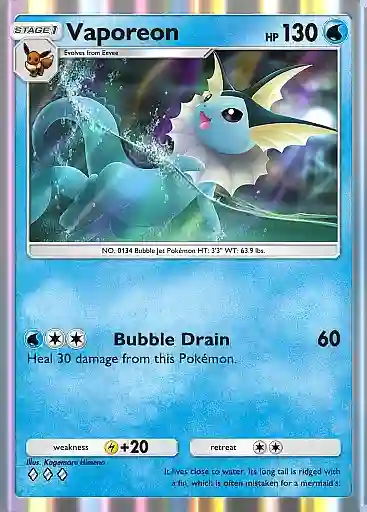 STAGE 1 Vaporeon HP 130
Evolves from Eevee
NO. 0134 Bubble Jet Pokémon HT: 3'3" WT: 63.9 lbs.
Bubble Drain 60
Heal 30 damage from this Pokémon.
weakness +20 retreat
Illus. Kagemaru Himeno
It lives close to water. Its long tail is ridged with
a fin, which is often mistaken for a mermaid's.